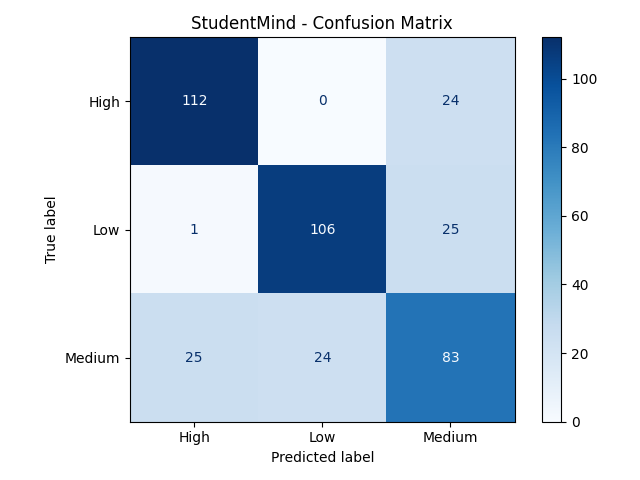 StudentMind - Confusion Matrix
True label
High 112 0 24
Low 1 106 25
Medium 25 24 83
High Low Medium
Predicted label
100
80
60
40
20
0